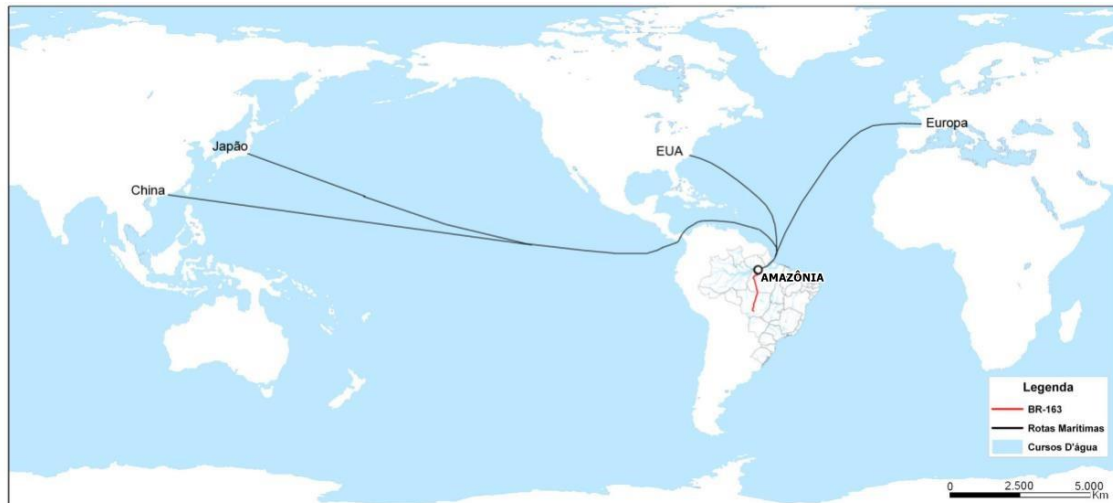 Europa
Japão
EUA
China
AMAZÔNIA
Legenda
BR-163
Rotas Marítimas
Cursos D'água
0 2.500 5.000
Km